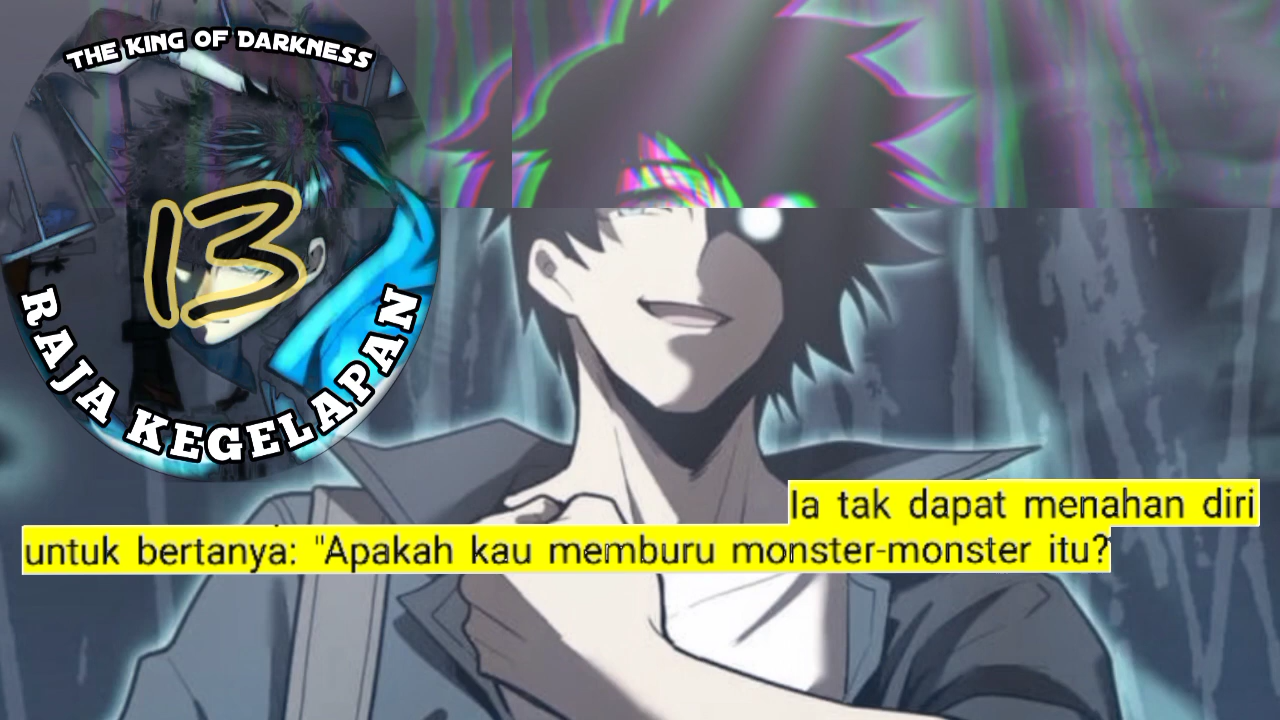 THE KING OF DARKNESS
13
RAJA KEGELAPAN
Ia tak dapat menahan diri
untuk bertanya: "Apakah kau memburu monster-monster itu?